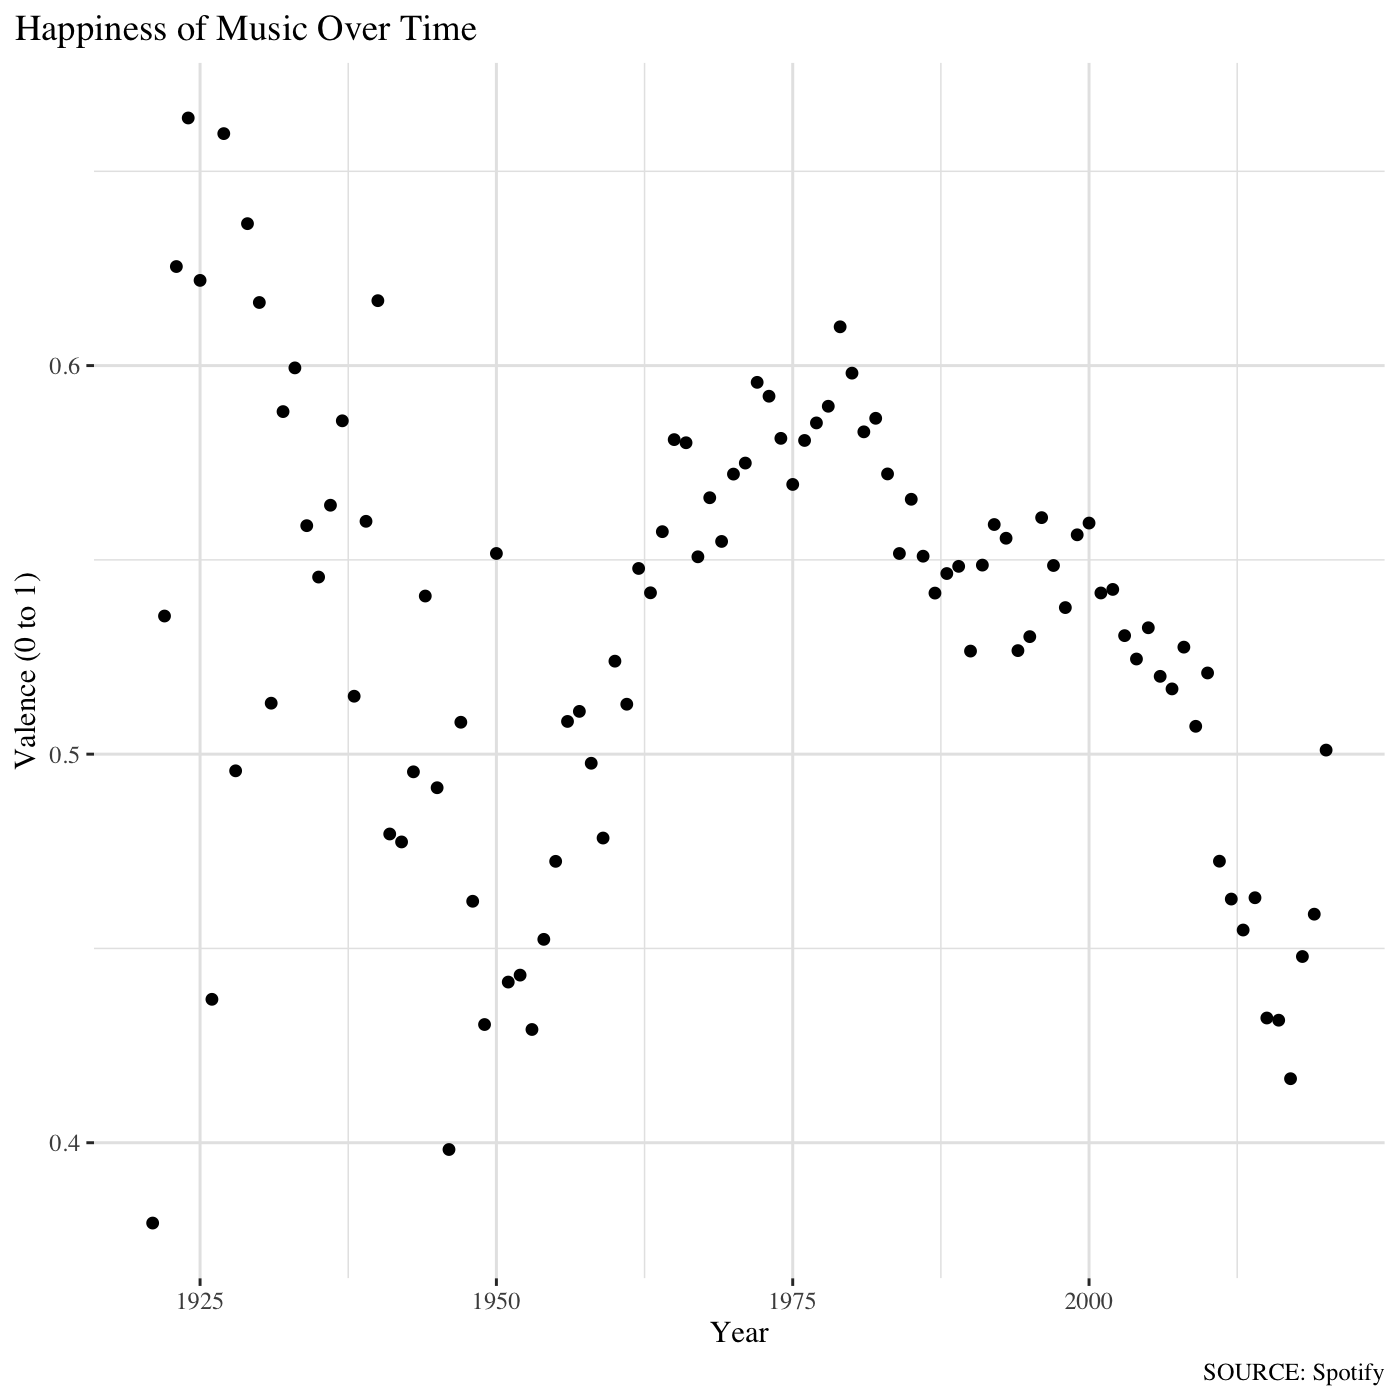 Happiness of Music Over Time
Valence (0 to 1)
0.6
0.5
0.4
1925 1950 1975 2000
Year
SOURCE: Spotify